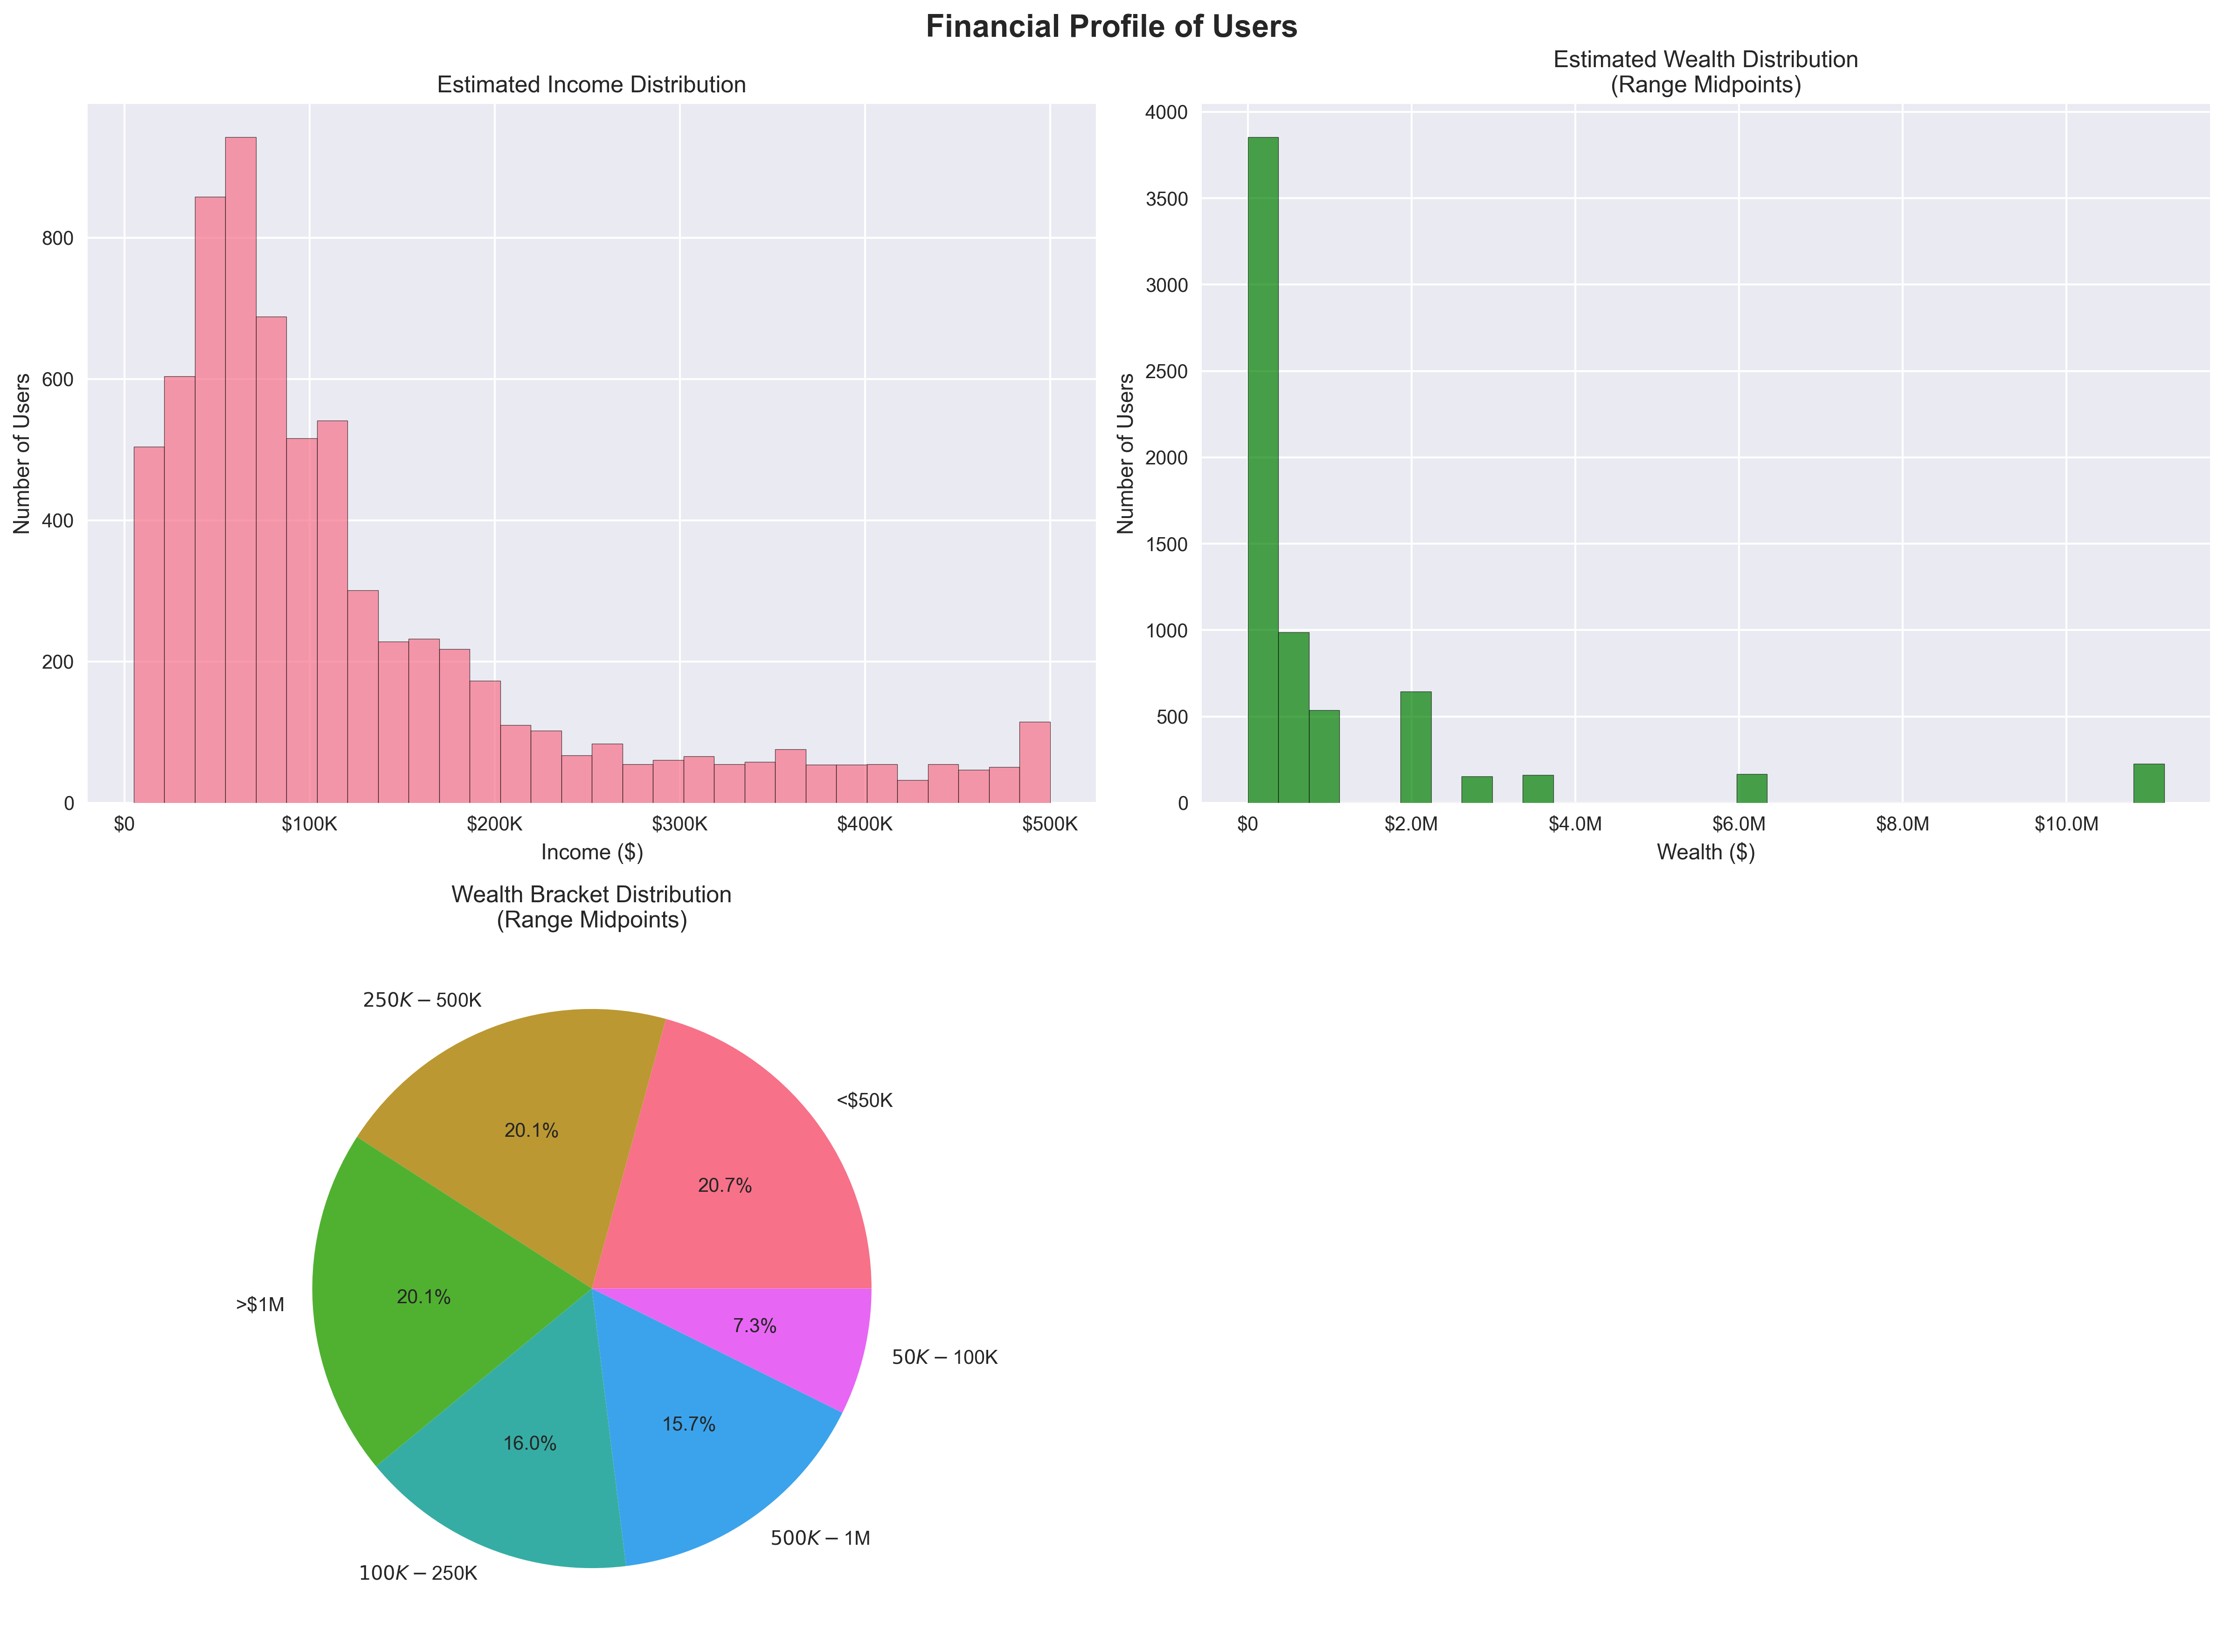 Financial Profile of Users
Estimated Income Distribution
Number of Users
800
600
400
200
0
$0
$100K
$200K
$300K
$400K
$500K
Income ($)
Estimated Wealth Distribution
(Range Midpoints)
Number of Users
4000
3500
3000
2500
2000
1500
1000
500
0
$0
$2.0M
$4.0M
$6.0M
$8.0M
$10.0M
Wealth ($)
Wealth Bracket Distribution
(Range Midpoints)
250K − 500K
20.1%
<$50K
20.7%
>$1M
20.1%
7.3%
50K − 100K
16.0%
15.7%
500K − 1M
100K − 250K